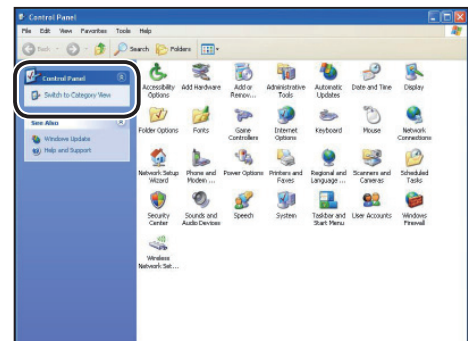 Control Panel
File Edit View Favorites Tools Help
Back Search Folders
Control Panel
Switch to Category View
See Also
Windows Update
Help and Support
Accessibility Options
Add Hardware
Add or Remov...
Administrative Tools
Automatic Updates
Date and Time
Display
Folder Options
Fonts
Game Controllers
Internet Options
Keyboard
Mouse
Network Connections
Network Setup Wizard
Phone and Modem ...
Power Options
Printers and Faxes
Regional and Language ...
Scanners and Cameras
Scheduled Tasks
Security Center
Sounds and Audio Devices
Speech
System
Taskbar and Start Menu
User Accounts
Windows Firewall
Wireless Network Set...